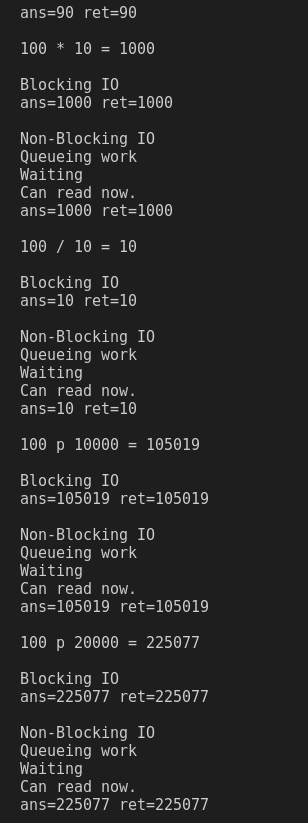 ans=90 ret=90
100 * 10 = 1000
Blocking IO
ans=1000 ret=1000
Non-Blocking IO
Queueing work
Waiting
Can read now.
ans=1000 ret=1000
100 / 10 = 10
Blocking IO
ans=10 ret=10
Non-Blocking IO
Queueing work
Waiting
Can read now.
ans=10 ret=10
100 p 10000 = 105019
Blocking IO
ans=105019 ret=105019
Non-Blocking IO
Queueing work
Waiting
Can read now.
ans=105019 ret=105019
100 p 20000 = 225077
Blocking IO
ans=225077 ret=225077
Non-Blocking IO
Queueing work
Waiting
Can read now.
ans=225077 ret=225077